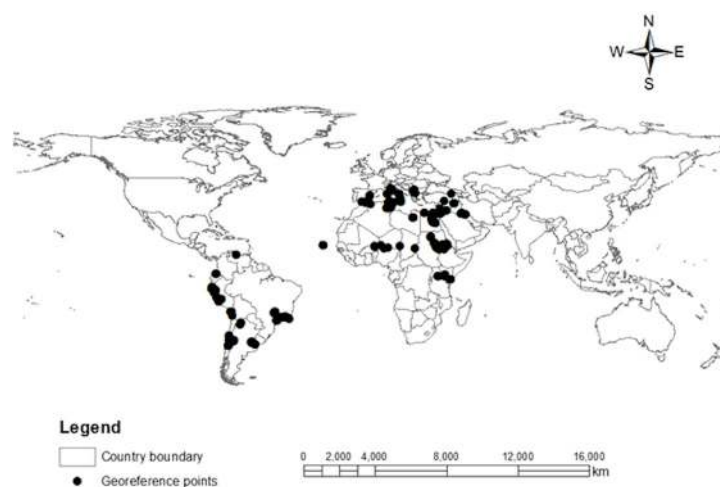 N
W E
S
Legend
Country boundary
Georeference points
0 2,000 4,000 8,000 12,000 16,000
km